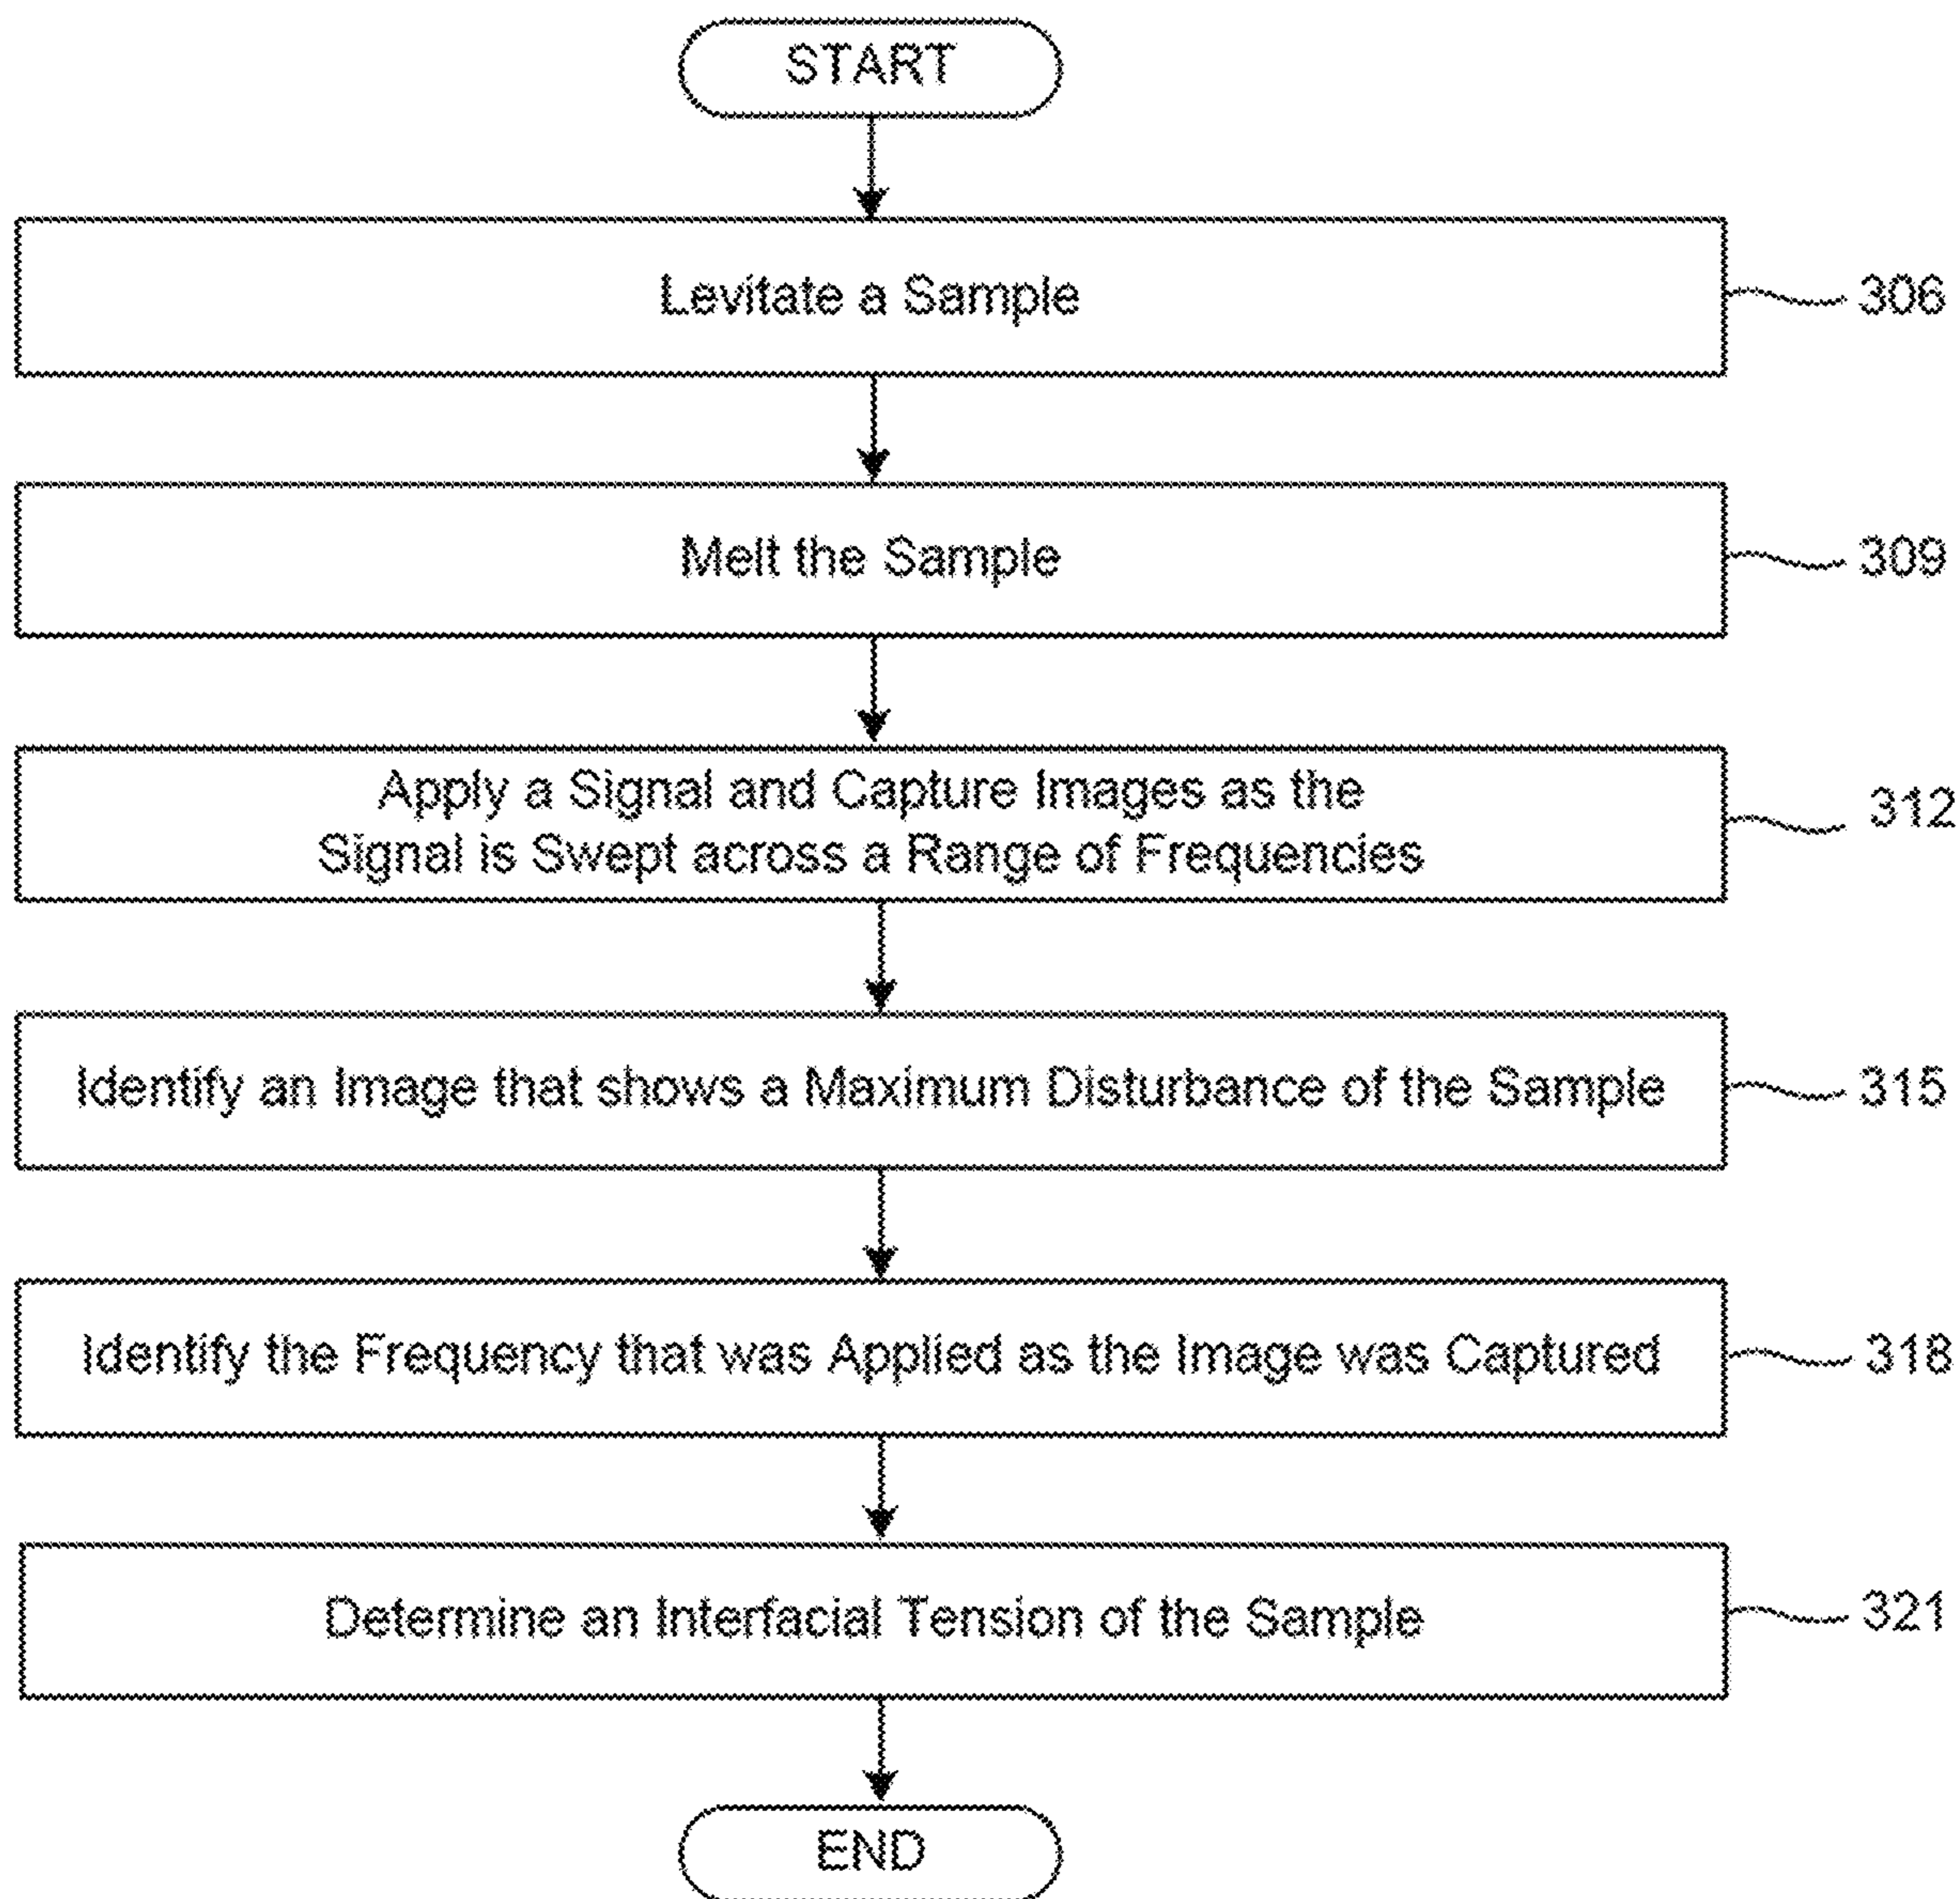 START
Levitate a Sample
306
Melt the Sample
309
Apply a Signal and Capture Images as the
Signal is Swept across a Range of Frequencies
312
Identify an Image that shows a Maximum Disturbance of the Sample
315
Identify the Frequency that was Applied as the Image was Captured
318
Determine an Interfacial Tension of the Sample
321
END